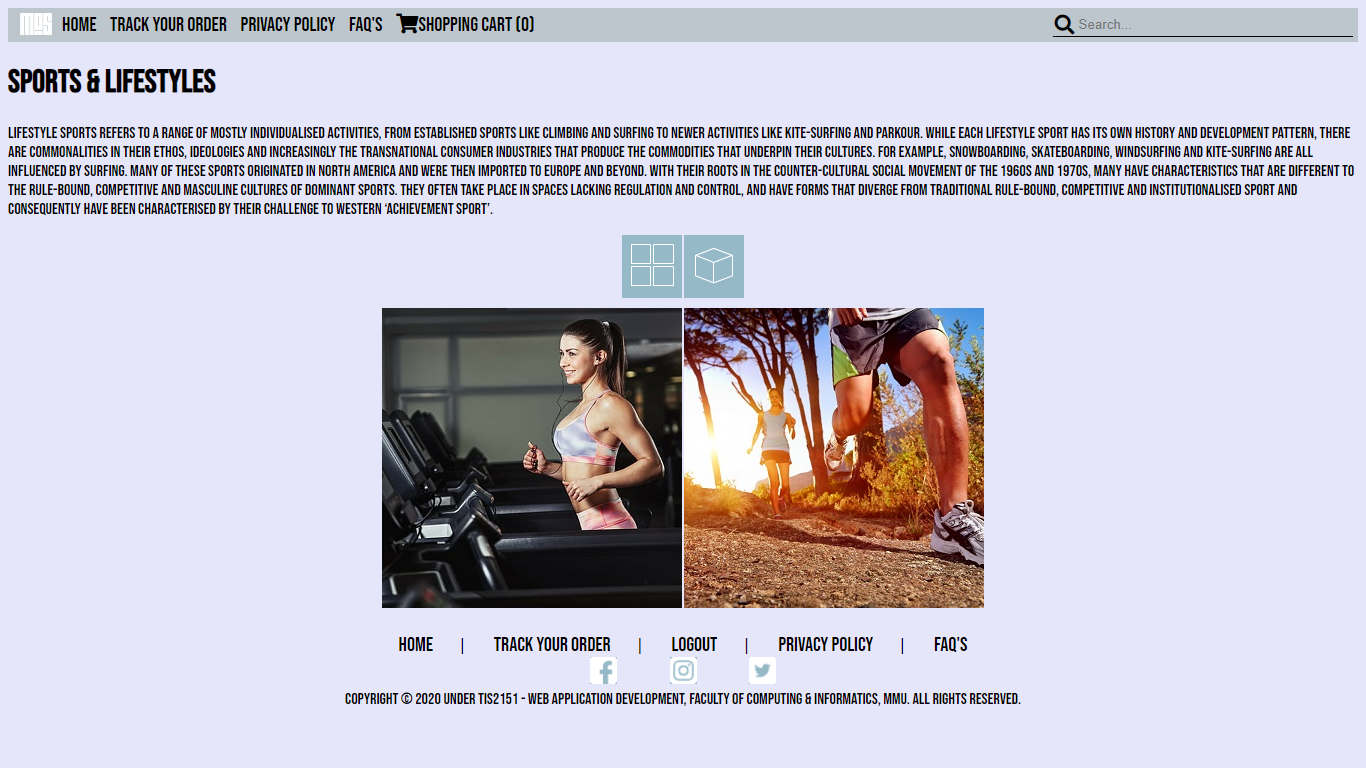 MOS HOME TRACK YOUR ORDER PRIVACY POLICY FAQ'S SHOPPING CART (0) Search...
SPORTS & LIFESTYLES
LIFESTYLE SPORTS REFERS TO A RANGE OF MOSTLY INDIVIDUALISED ACTIVITIES, FROM ESTABLISHED SPORTS LIKE CLIMBING AND SURFING TO NEWER ACTIVITIES LIKE KITE-SURFING AND PARKOUR. WHILE EACH LIFESTYLE SPORT HAS ITS OWN HISTORY AND DEVELOPMENT PATTERN, THERE
ARE COMMONALITIES IN THEIR ETHOS, IDEOLOGIES AND INCREASINGLY THE TRANSNATIONAL CONSUMER INDUSTRIES THAT PRODUCE THE COMMODITIES THAT UNDERPIN THEIR CULTURES. FOR EXAMPLE, SNOWBOARDING, SKATEBOARDING, WINDSURFING AND KITE-SURFING ARE ALL
INFLUENCED BY SURFING. MANY OF THESE SPORTS ORIGINATED IN NORTH AMERICA AND WERE THEN IMPORTED TO EUROPE AND BEYOND. WITH THEIR ROOTS IN THE COUNTER-CULTURAL SOCIAL MOVEMENT OF THE 1960S AND 1970S, MANY HAVE CHARACTERISTICS THAT ARE DIFFERENT TO
THE RULE-BOUND, COMPETITIVE AND MASCULINE CULTURES OF DOMINANT SPORTS. THEY OFTEN TAKE PLACE IN SPACES LACKING REGULATION AND CONTROL, AND HAVE FORMS THAT DIVERGE FROM TRADITIONAL RULE-BOUND, COMPETITIVE AND INSTITUTIONALISED SPORT AND
CONSEQUENTLY HAVE BEEN CHARACTERISED BY THEIR CHALLENGE TO WESTERN ‘ACHIEVEMENT SPORT’.
HOME | TRACK YOUR ORDER | LOGOUT | PRIVACY POLICY | FAQ'S
COPYRIGHT © 2020 UNDER TIS2151 - WEB APPLICATION DEVELOPMENT, FACULTY OF COMPUTING & INFORMATICS, MMU. ALL RIGHTS RESERVED.